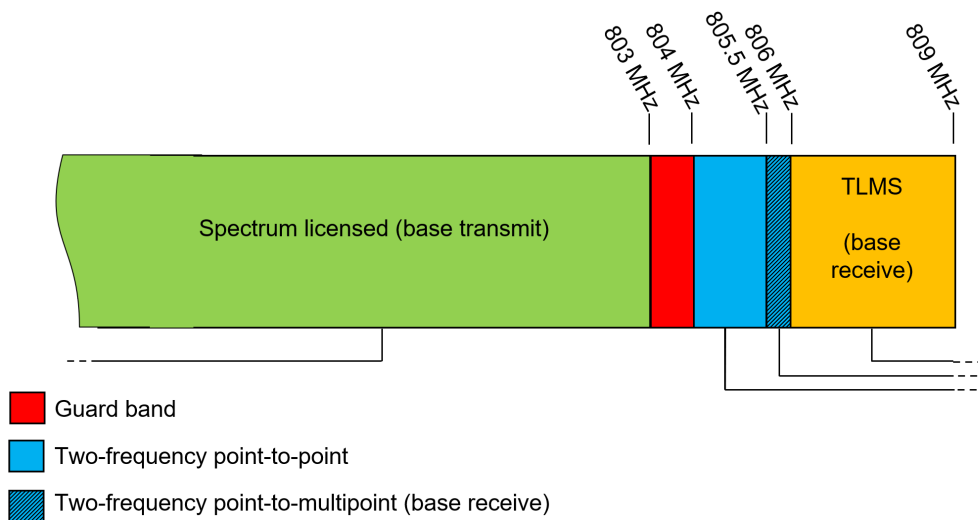 803 MHz
804 MHz
805.5 MHz
806 MHz
809 MHz
Spectrum licensed (base transmit)
TLMS
(base
receive)
Guard band
Two-frequency point-to-point
Two-frequency point-to-multipoint (base receive)